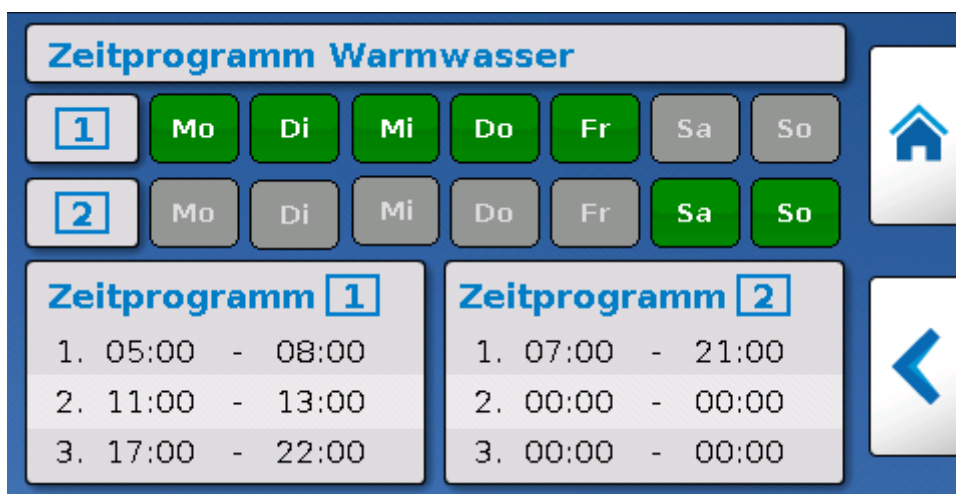 Zeitprogramm Warmwasser
1 Mo Di Mi Do Fr Sa So
2 Mo Di Mi Do Fr Sa So
Zeitprogramm 1
1. 05:00 - 08:00
2. 11:00 - 13:00
3. 17:00 - 22:00
Zeitprogramm 2
1. 07:00 - 21:00
2. 00:00 - 00:00
3. 00:00 - 00:00